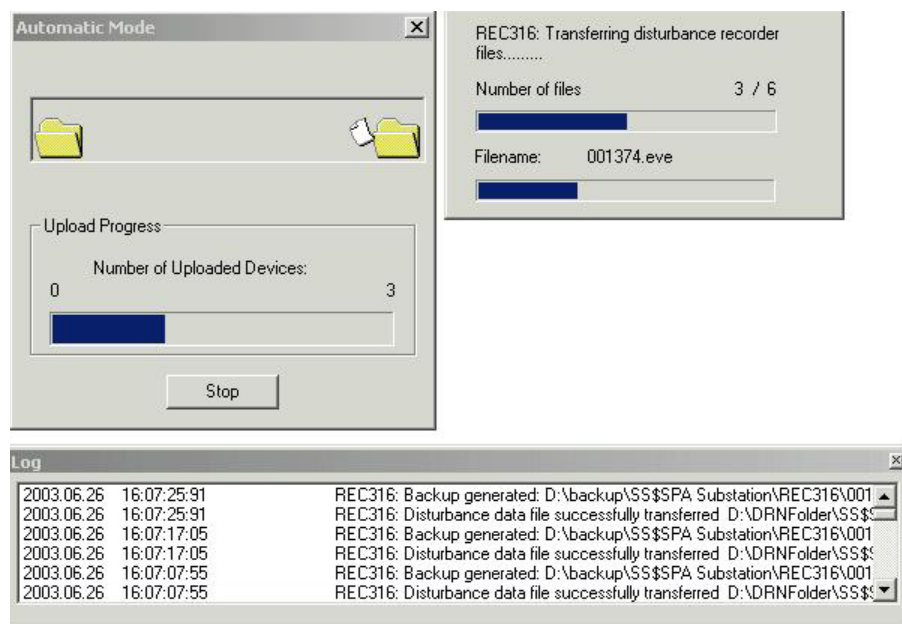 Automatic Mode
Upload Progress
Number of Uploaded Devices:
0 3
Stop
REC316: Transferring disturbance recorder
files.........
Number of files 3 / 6
Filename: 001374.eve
Log
2003.06.26 16:07:25:91 REC316: Backup generated: D:\backup\SS$SPA Substation\REC316\001
2003.06.26 16:07:25:91 REC316: Disturbance data file successfully transferred D:\DRNFolder\SS$S
2003.06.26 16:07:17:05 REC316: Backup generated: D:\backup\SS$SPA Substation\REC316\001
2003.06.26 16:07:17:05 REC316: Disturbance data file successfully transferred D:\DRNFolder\SS$S
2003.06.26 16:07:07:55 REC316: Backup generated: D:\backup\SS$SPA Substation\REC316\001
2003.06.26 16:07:07:55 REC316: Disturbance data file successfully transferred D:\DRNFolder\SS$S